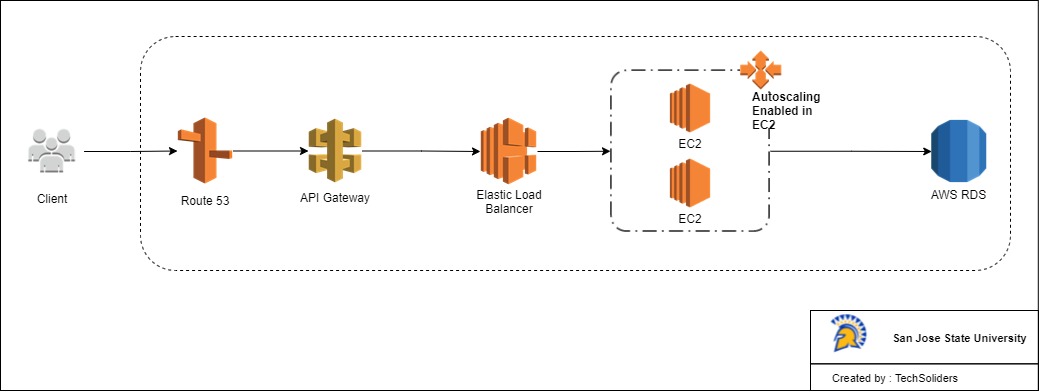 Autoscaling
Enabled in
EC2
EC2
EC2
Client
Route 53
API Gateway
Elastic Load
Balancer
AWS RDS
San Jose State University
Created by : TechSoliders